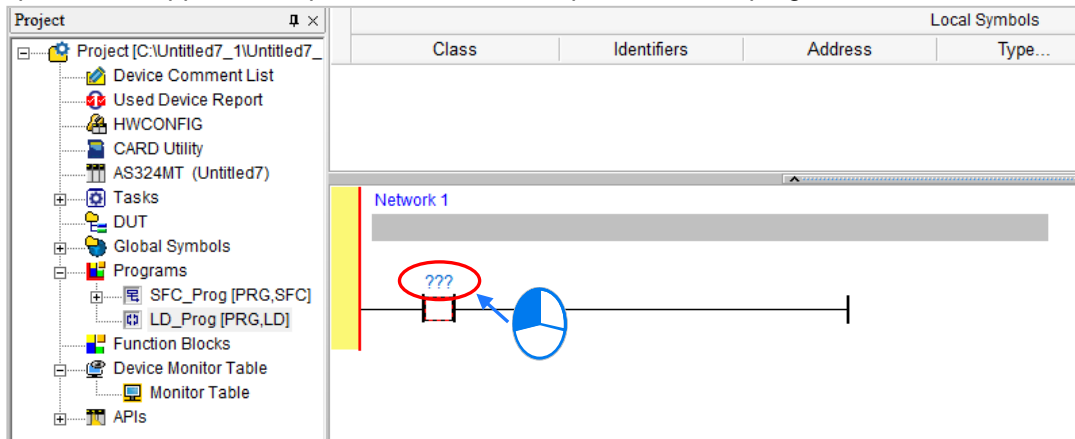 Project
Project [C:\Untitled7_1\Untitled7_
Device Comment List
Used Device Report
HWCONFIG
CARD Utility
AS324MT (Untitled7)
Tasks
DUT
Global Symbols
Programs
SFC_Prog [PRG,SFC]
LD_Prog [PRG,LD]
Function Blocks
Device Monitor Table
Monitor Table
APIs
Local Symbols
Class Identifiers Address Type...
Network 1
???